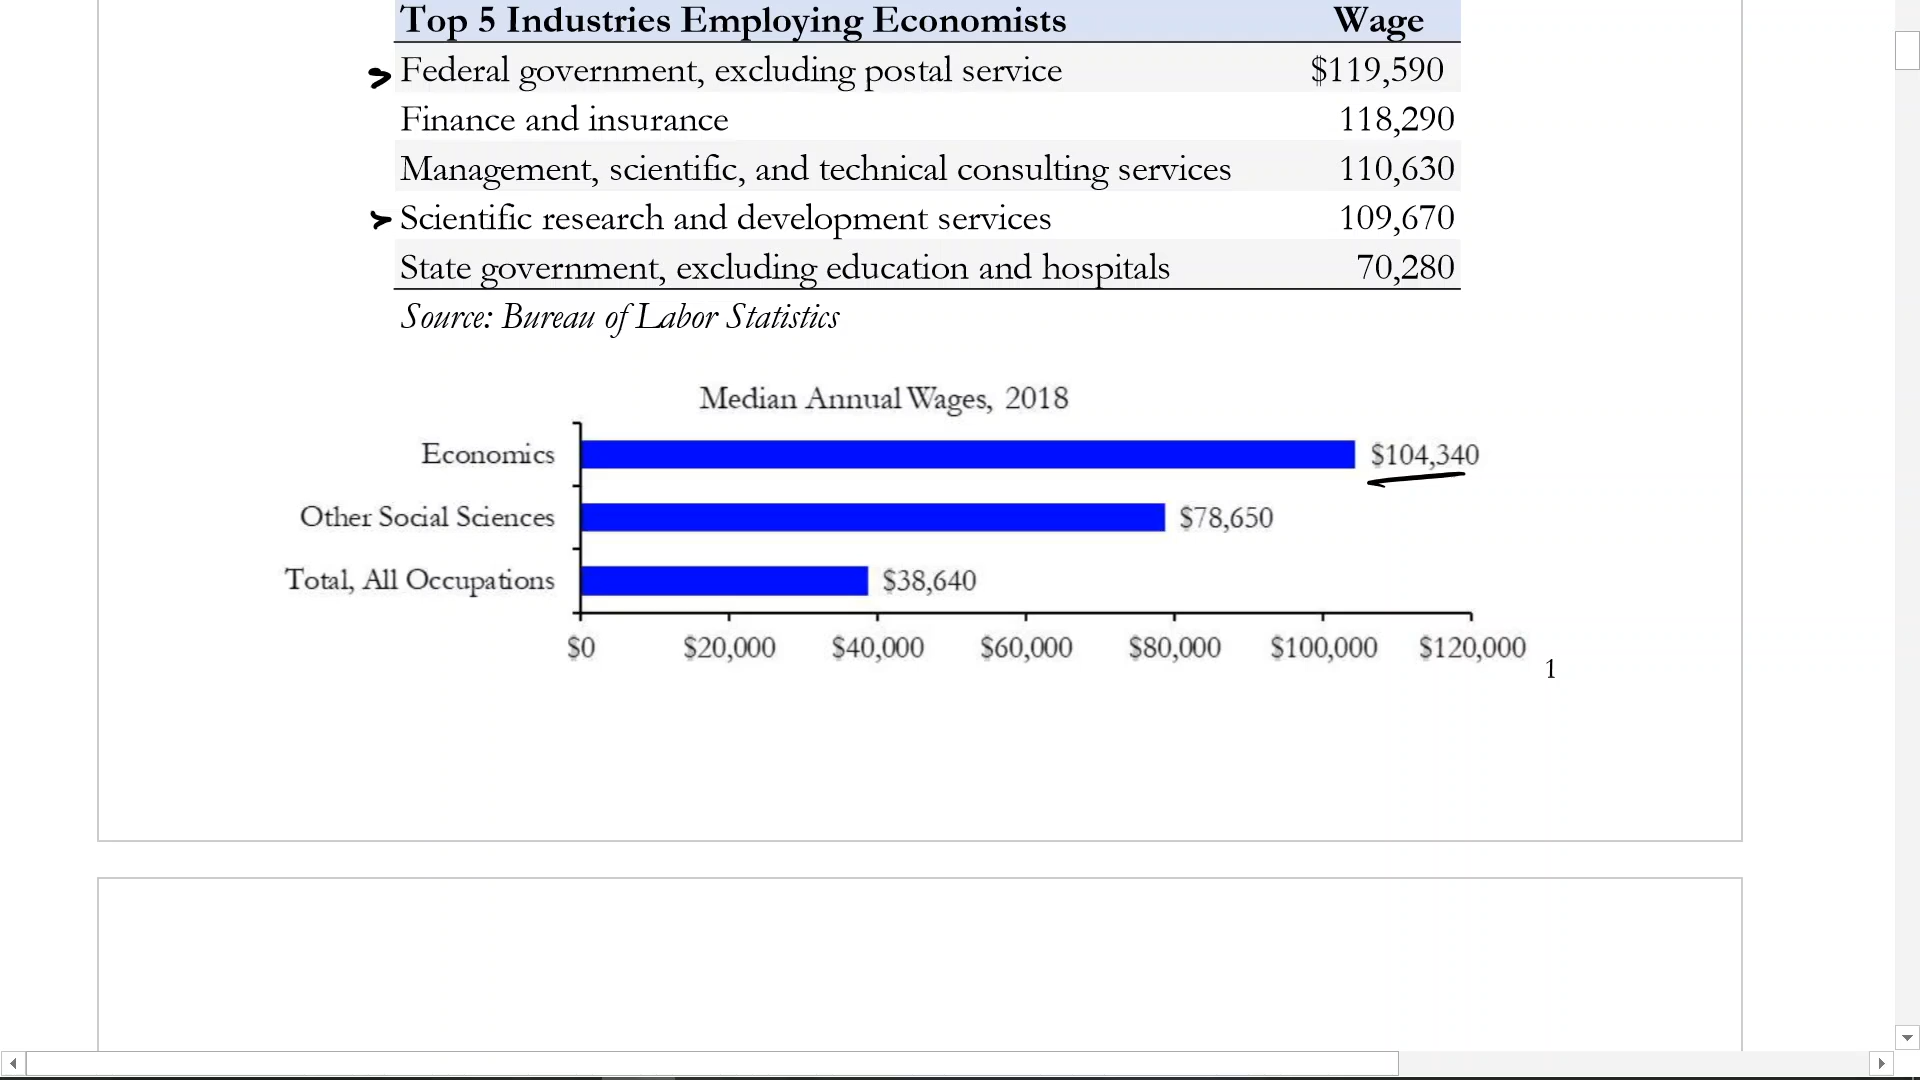 Top 5 Industries Employing Economists Wage
Federal government, excluding postal service $119,590
Finance and insurance 118,290
Management, scientific, and technical consulting services 110,630
Scientific research and development services 109,670
State government, excluding education and hospitals 70,280
Source: Bureau of Labor Statistics
Median Annual Wages, 2018
Economics $104,340
Other Social Sciences $78,650
Total, All Occupations $38,640
$0 $20,000 $40,000 $60,000 $80,000 $100,000 $120,000
1